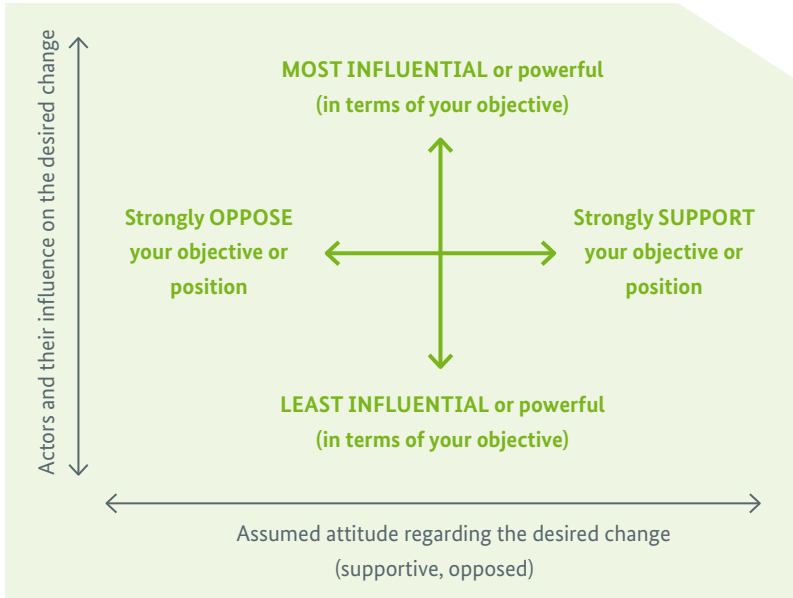 Actors and their influence on the desired change
MOST INFLUENTIAL or powerful
(in terms of your objective)
Strongly OPPOSE
your objective or
position
Strongly SUPPORT
your objective or
position
LEAST INFLUENTIAL or powerful
(in terms of your objective)
Assumed attitude regarding the desired change
(supportive, opposed)